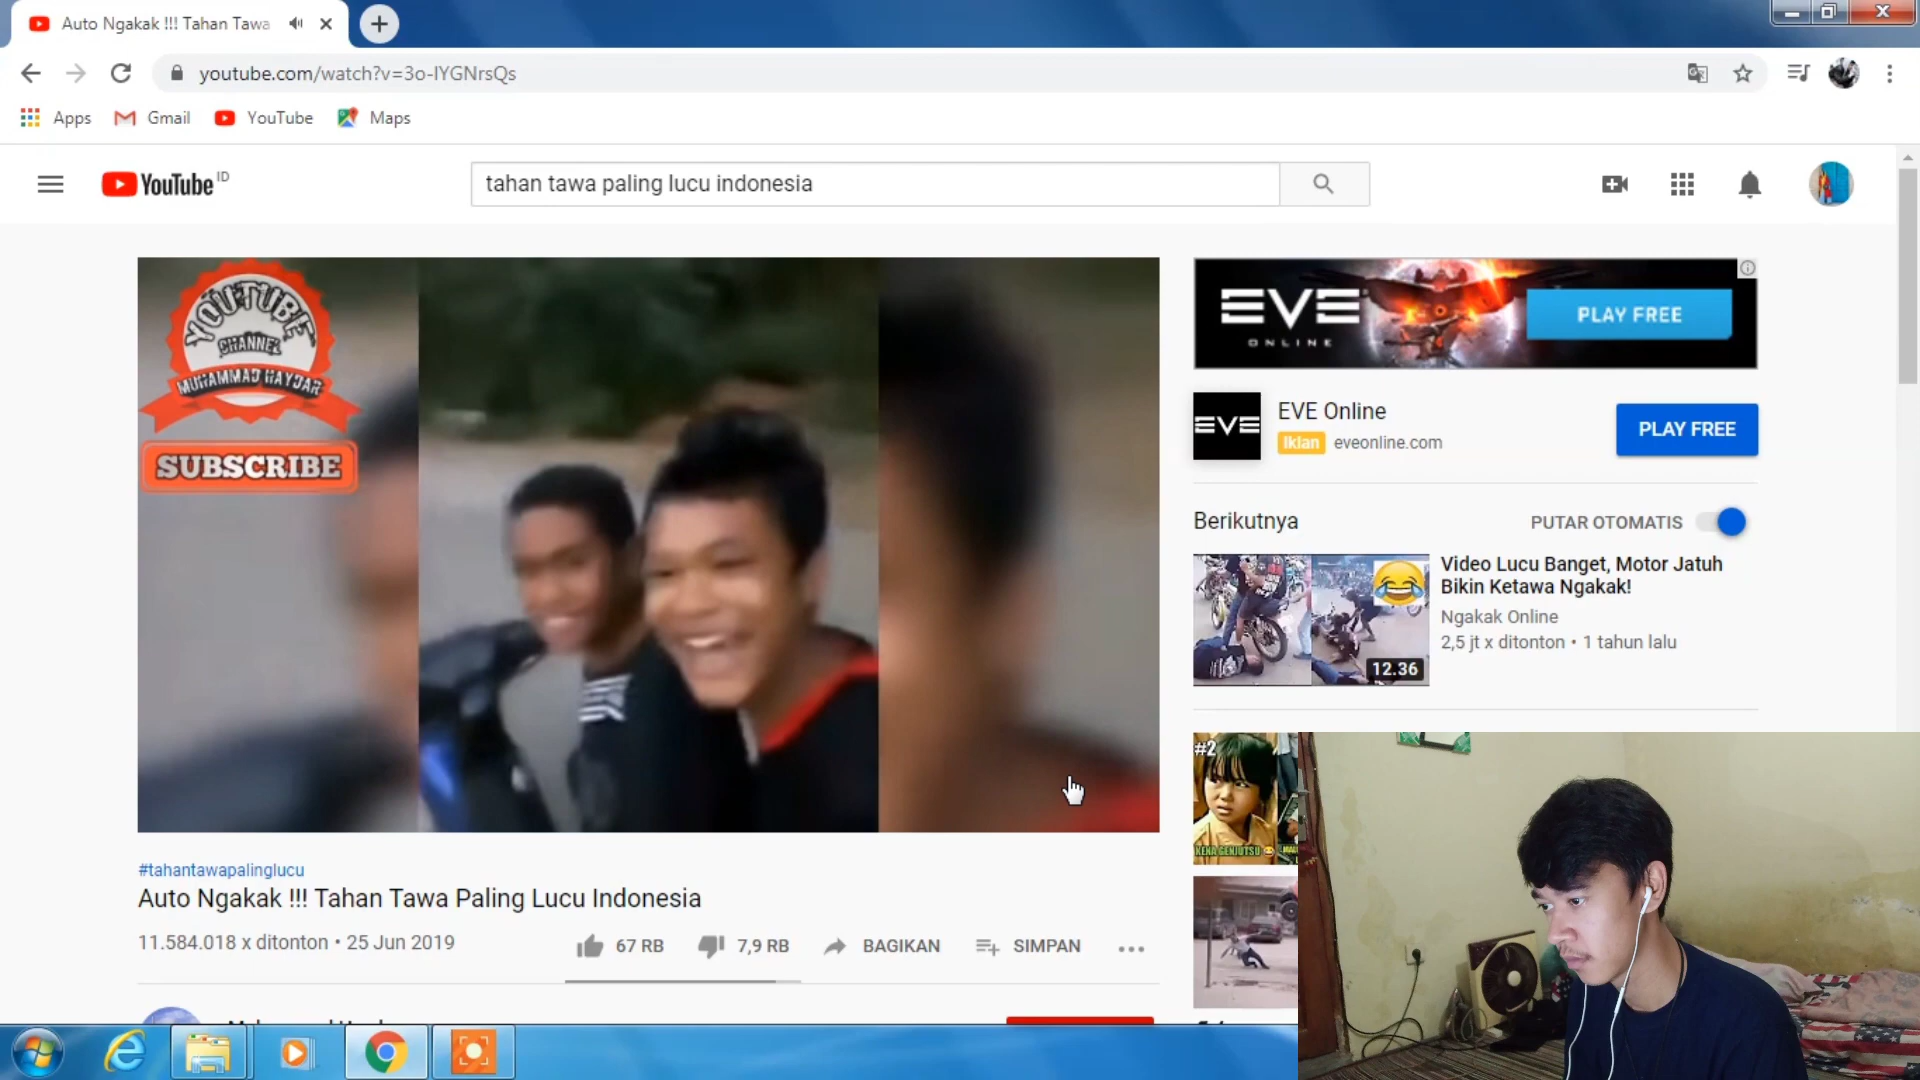 Auto Ngakak !!! Tahan Tawa
youtube.com/watch?v=3o-IYGNrsQs
Apps
Gmail
YouTube
Maps
YouTube ID
tahan tawa paling lucu indonesia
YOUTUBE
CHANNEL
MUHAMMAD HAYDAR
SUBSCRIBE
EVE
ONLINE
PLAY FREE
EVE
EVE Online
Iklan eveonline.com
PLAY FREE
Berikutnya
PUTAR OTOMATIS
12.36
Video Lucu Banget, Motor Jatuh
Bikin Ketawa Ngakak!
Ngakak Online
2,5 jt x ditonton • 1 tahun lalu
#2
KENA GENJUTSU
#tahantawapalinglucu
Auto Ngakak !!! Tahan Tawa Paling Lucu Indonesia
11.584.018 x ditonton • 25 Jun 2019
67 RB
7,9 RB
BAGIKAN
SIMPAN